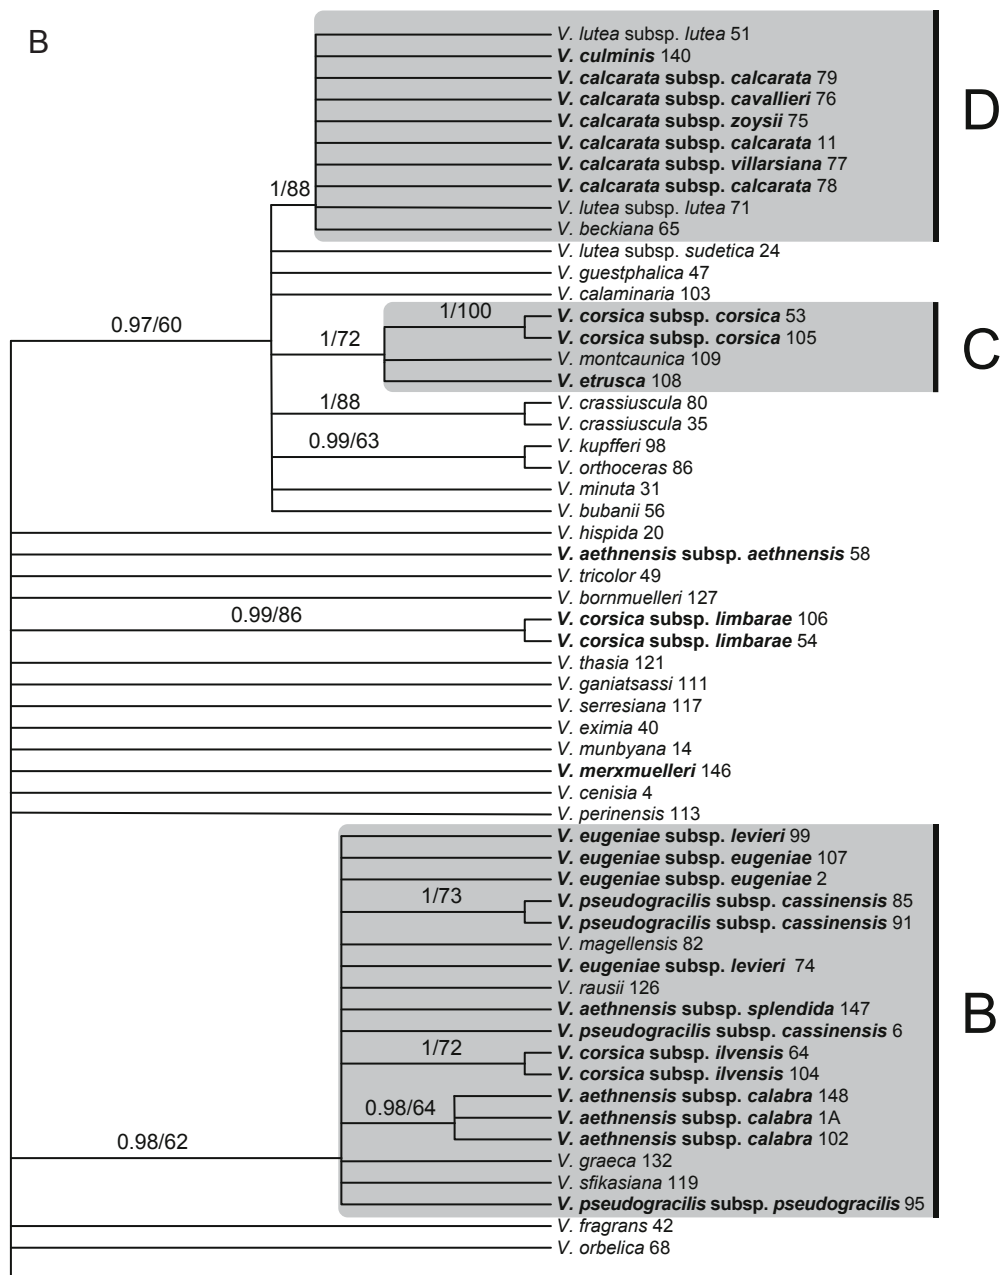 B
V. lutea subsp. lutea 51
V. culminis 140
V. calcarata subsp. calcarata 79
V. calcarata subsp. cavallieri 76
D
V. calcarata subsp. zoysii 75
V. calcarata subsp. calcarata 11
V. calcarata subsp. villarsiana 77
1/88
V. calcarata subsp. calcarata 78
V. lutea subsp. lutea 71
V. beckiana 65
V. lutea subsp. sudetica 24
V. guestphalica 47
V. calaminaria 103
1/100
V. corsica subsp. corsica 53
0.97/60
1/72
V. corsica subsp. corsica 105
C
V. montcaunica 109
V. etrusca 108
1/88
V. crassiuscula 80
V. crassiuscula 35
0.99/63
V. kupfferi 98
V. orthoceras 86
V. minuta 31
V. bubanii 56
V. hispida 20
V. aethnensis subsp. aethnensis 58
V. tricolor 49
V. bornmuelleri 127
0.99/86
V. corsica subsp. limbarae 106
V. corsica subsp. limbarae 54
V. thasia 121
V. ganiatsassi 111
V. serresiana 117
V. eximia 40
V. munbyana 14
V. merxmuelleri 146
V. cenisia 4
V. perinensis 113
V. eugeniae subsp. levieri 99
V. eugeniae subsp. eugeniae 107
V. eugeniae subsp. eugeniae 2
1/73
V. pseudogracilis subsp. cassinensis 85
V. pseudogracilis subsp. cassinensis 91
V. magellensis 82
V. eugeniae subsp. levieri 74
V. rausii 126
V. aethnensis subsp. splendida 147
B
V. pseudogracilis subsp. cassinensis 6
1/72
V. corsica subsp. ilvensis 64
V. corsica subsp. ilvensis 104
V. aethnensis subsp. calabra 148
0.98/64
V. aethnensis subsp. calabra 1A
V. aethnensis subsp. calabra 102
0.98/62
V. graeca 132
V. sfikasiana 119
V. pseudogracilis subsp. pseudogracilis 95
V. fragrans 42
V. orbelica 68